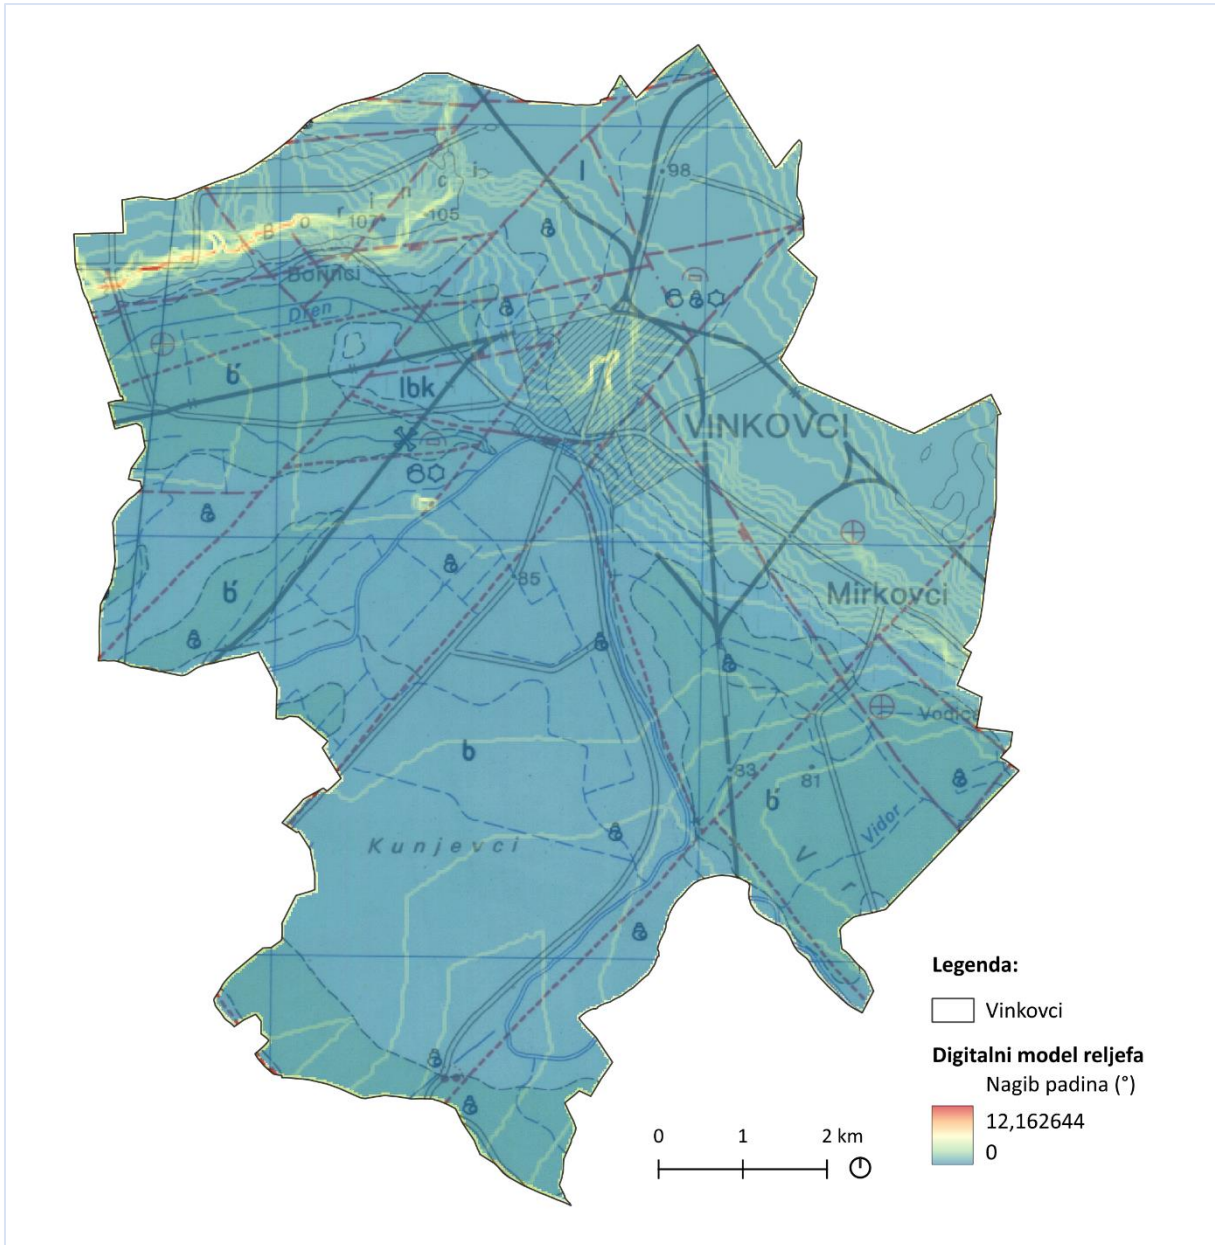 98
l
B o r i n c i
107
105
Borinci
Dren
b́
lbk
VINKOVCI
b́
85
Mirkovci
Vodice
b
83
81
b́
Vidor
Kunjevci
V r
Legenda:
Vinkovci
Digitalni model reljefa
Nagib padina (°)
12,162644
0
0 1 2 km